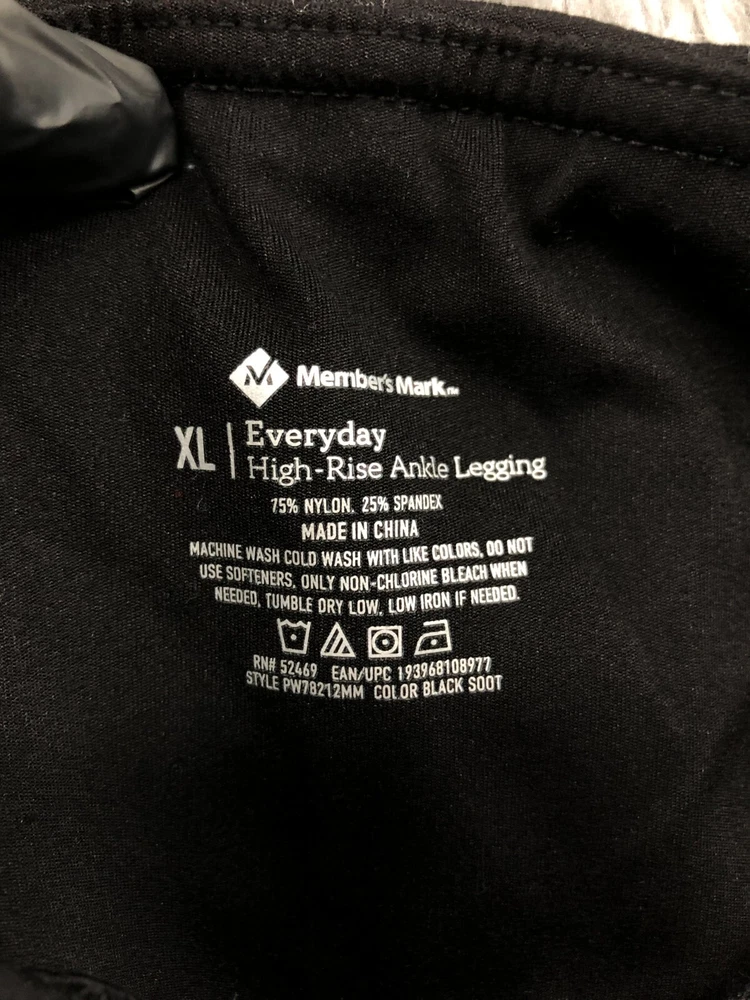 Member's Mark™
XL | Everyday
High-Rise Ankle Legging
75% NYLON, 25% SPANDEX
MADE IN CHINA
MACHINE WASH COLD WASH WITH LIKE COLORS, DO NOT
USE SOFTENERS, ONLY NON-CHLORINE BLEACH WHEN
NEEDED, TUMBLE DRY LOW, LOW IRON IF NEEDED.
RN# 52469 EAN/UPC 193968108977
STYLE PW78212MM COLOR BLACK SOOT